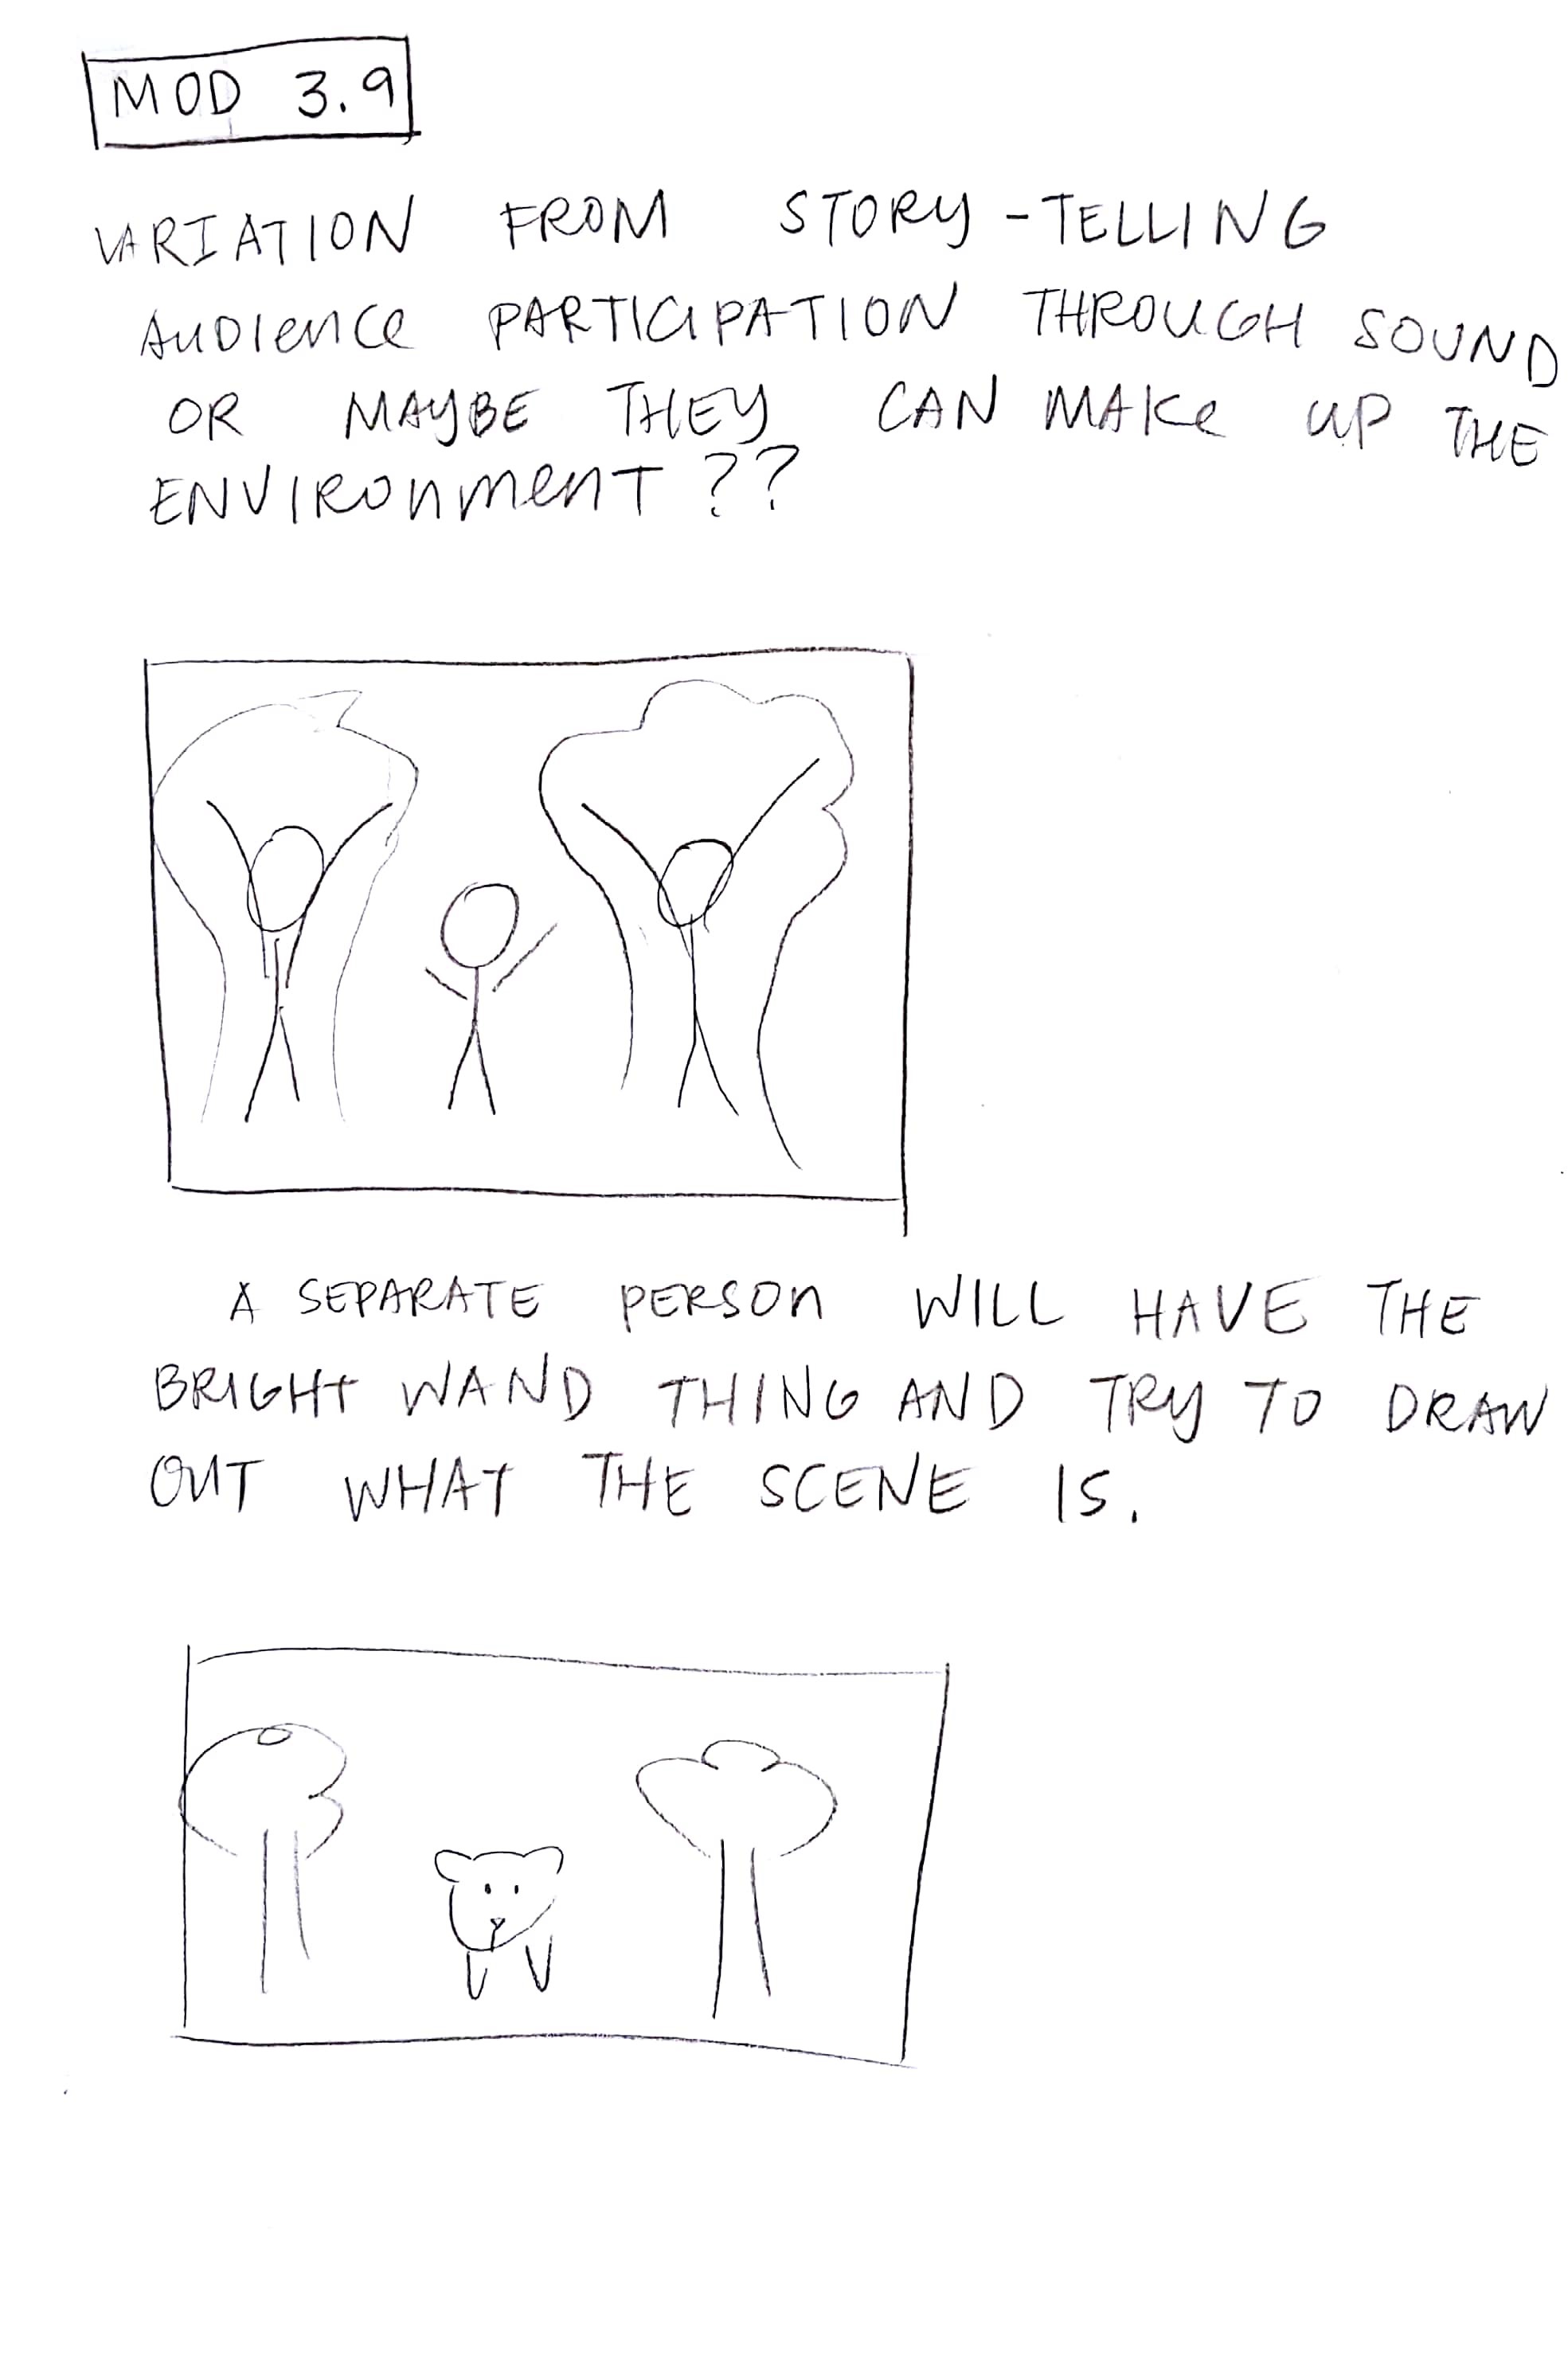 MOD 3.9
VARIATION FROM STORY-TELLING
AUDIENCE PARTICIPATION THROUGH SOUND
OR MAYBE THEY CAN MAKE UP THE
ENVIRONMENT??
A SEPARATE PERSON WILL HAVE THE
BRIGHT WAND THING AND TRY TO DRAW
OUT WHAT THE SCENE IS.